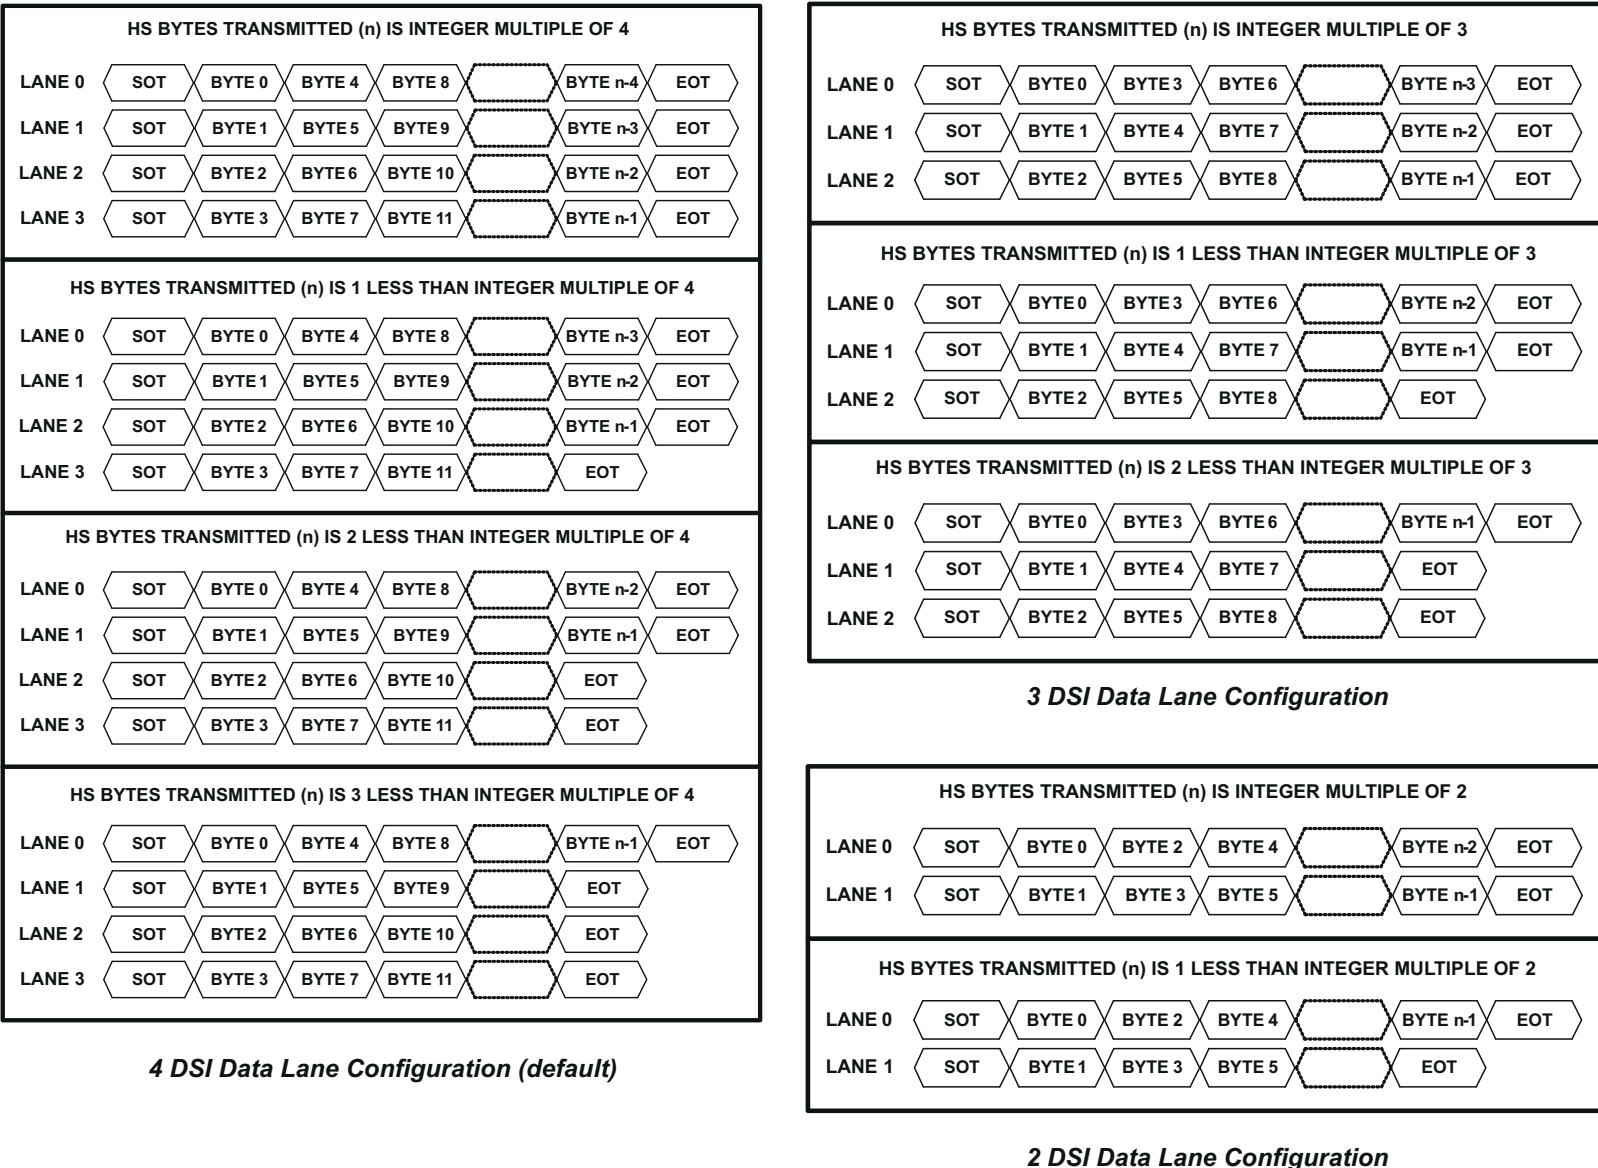 HS BYTES TRANSMITTED (n) IS INTEGER MULTIPLE OF 4
LANE 0 SOT BYTE 0 BYTE 4 BYTE 8 BYTE n-4 EOT
LANE 1 SOT BYTE 1 BYTE 5 BYTE 9 BYTE n-3 EOT
LANE 2 SOT BYTE 2 BYTE 6 BYTE 10 BYTE n-2 EOT
LANE 3 SOT BYTE 3 BYTE 7 BYTE 11 BYTE n-1 EOT
HS BYTES TRANSMITTED (n) IS 1 LESS THAN INTEGER MULTIPLE OF 4
LANE 0 SOT BYTE 0 BYTE 4 BYTE 8 BYTE n-3 EOT
LANE 1 SOT BYTE 1 BYTE 5 BYTE 9 BYTE n-2 EOT
LANE 2 SOT BYTE 2 BYTE 6 BYTE 10 BYTE n-1 EOT
LANE 3 SOT BYTE 3 BYTE 7 BYTE 11 EOT
HS BYTES TRANSMITTED (n) IS 2 LESS THAN INTEGER MULTIPLE OF 4
LANE 0 SOT BYTE 0 BYTE 4 BYTE 8 BYTE n-2 EOT
LANE 1 SOT BYTE 1 BYTE 5 BYTE 9 BYTE n-1 EOT
LANE 2 SOT BYTE 2 BYTE 6 BYTE 10 EOT
LANE 3 SOT BYTE 3 BYTE 7 BYTE 11 EOT
HS BYTES TRANSMITTED (n) IS 3 LESS THAN INTEGER MULTIPLE OF 4
LANE 0 SOT BYTE 0 BYTE 4 BYTE 8 BYTE n-1 EOT
LANE 1 SOT BYTE 1 BYTE 5 BYTE 9 EOT
LANE 2 SOT BYTE 2 BYTE 6 BYTE 10 EOT
LANE 3 SOT BYTE 3 BYTE 7 BYTE 11 EOT
4 DSI Data Lane Configuration (default)
HS BYTES TRANSMITTED (n) IS INTEGER MULTIPLE OF 3
LANE 0 SOT BYTE 0 BYTE 3 BYTE 6 BYTE n-3 EOT
LANE 1 SOT BYTE 1 BYTE 4 BYTE 7 BYTE n-2 EOT
LANE 2 SOT BYTE 2 BYTE 5 BYTE 8 BYTE n-1 EOT
HS BYTES TRANSMITTED (n) IS 1 LESS THAN INTEGER MULTIPLE OF 3
LANE 0 SOT BYTE 0 BYTE 3 BYTE 6 BYTE n-2 EOT
LANE 1 SOT BYTE 1 BYTE 4 BYTE 7 BYTE n-1 EOT
LANE 2 SOT BYTE 2 BYTE 5 BYTE 8 EOT
HS BYTES TRANSMITTED (n) IS 2 LESS THAN INTEGER MULTIPLE OF 3
LANE 0 SOT BYTE 0 BYTE 3 BYTE 6 BYTE n-1 EOT
LANE 1 SOT BYTE 1 BYTE 4 BYTE 7 EOT
LANE 2 SOT BYTE 2 BYTE 5 BYTE 8 EOT
3 DSI Data Lane Configuration
HS BYTES TRANSMITTED (n) IS INTEGER MULTIPLE OF 2
LANE 0 SOT BYTE 0 BYTE 2 BYTE 4 BYTE n-2 EOT
LANE 1 SOT BYTE 1 BYTE 3 BYTE 5 BYTE n-1 EOT
HS BYTES TRANSMITTED (n) IS 1 LESS THAN INTEGER MULTIPLE OF 2
LANE 0 SOT BYTE 0 BYTE 2 BYTE 4 BYTE n-1 EOT
LANE 1 SOT BYTE 1 BYTE 3 BYTE 5 EOT
2 DSI Data Lane Configuration